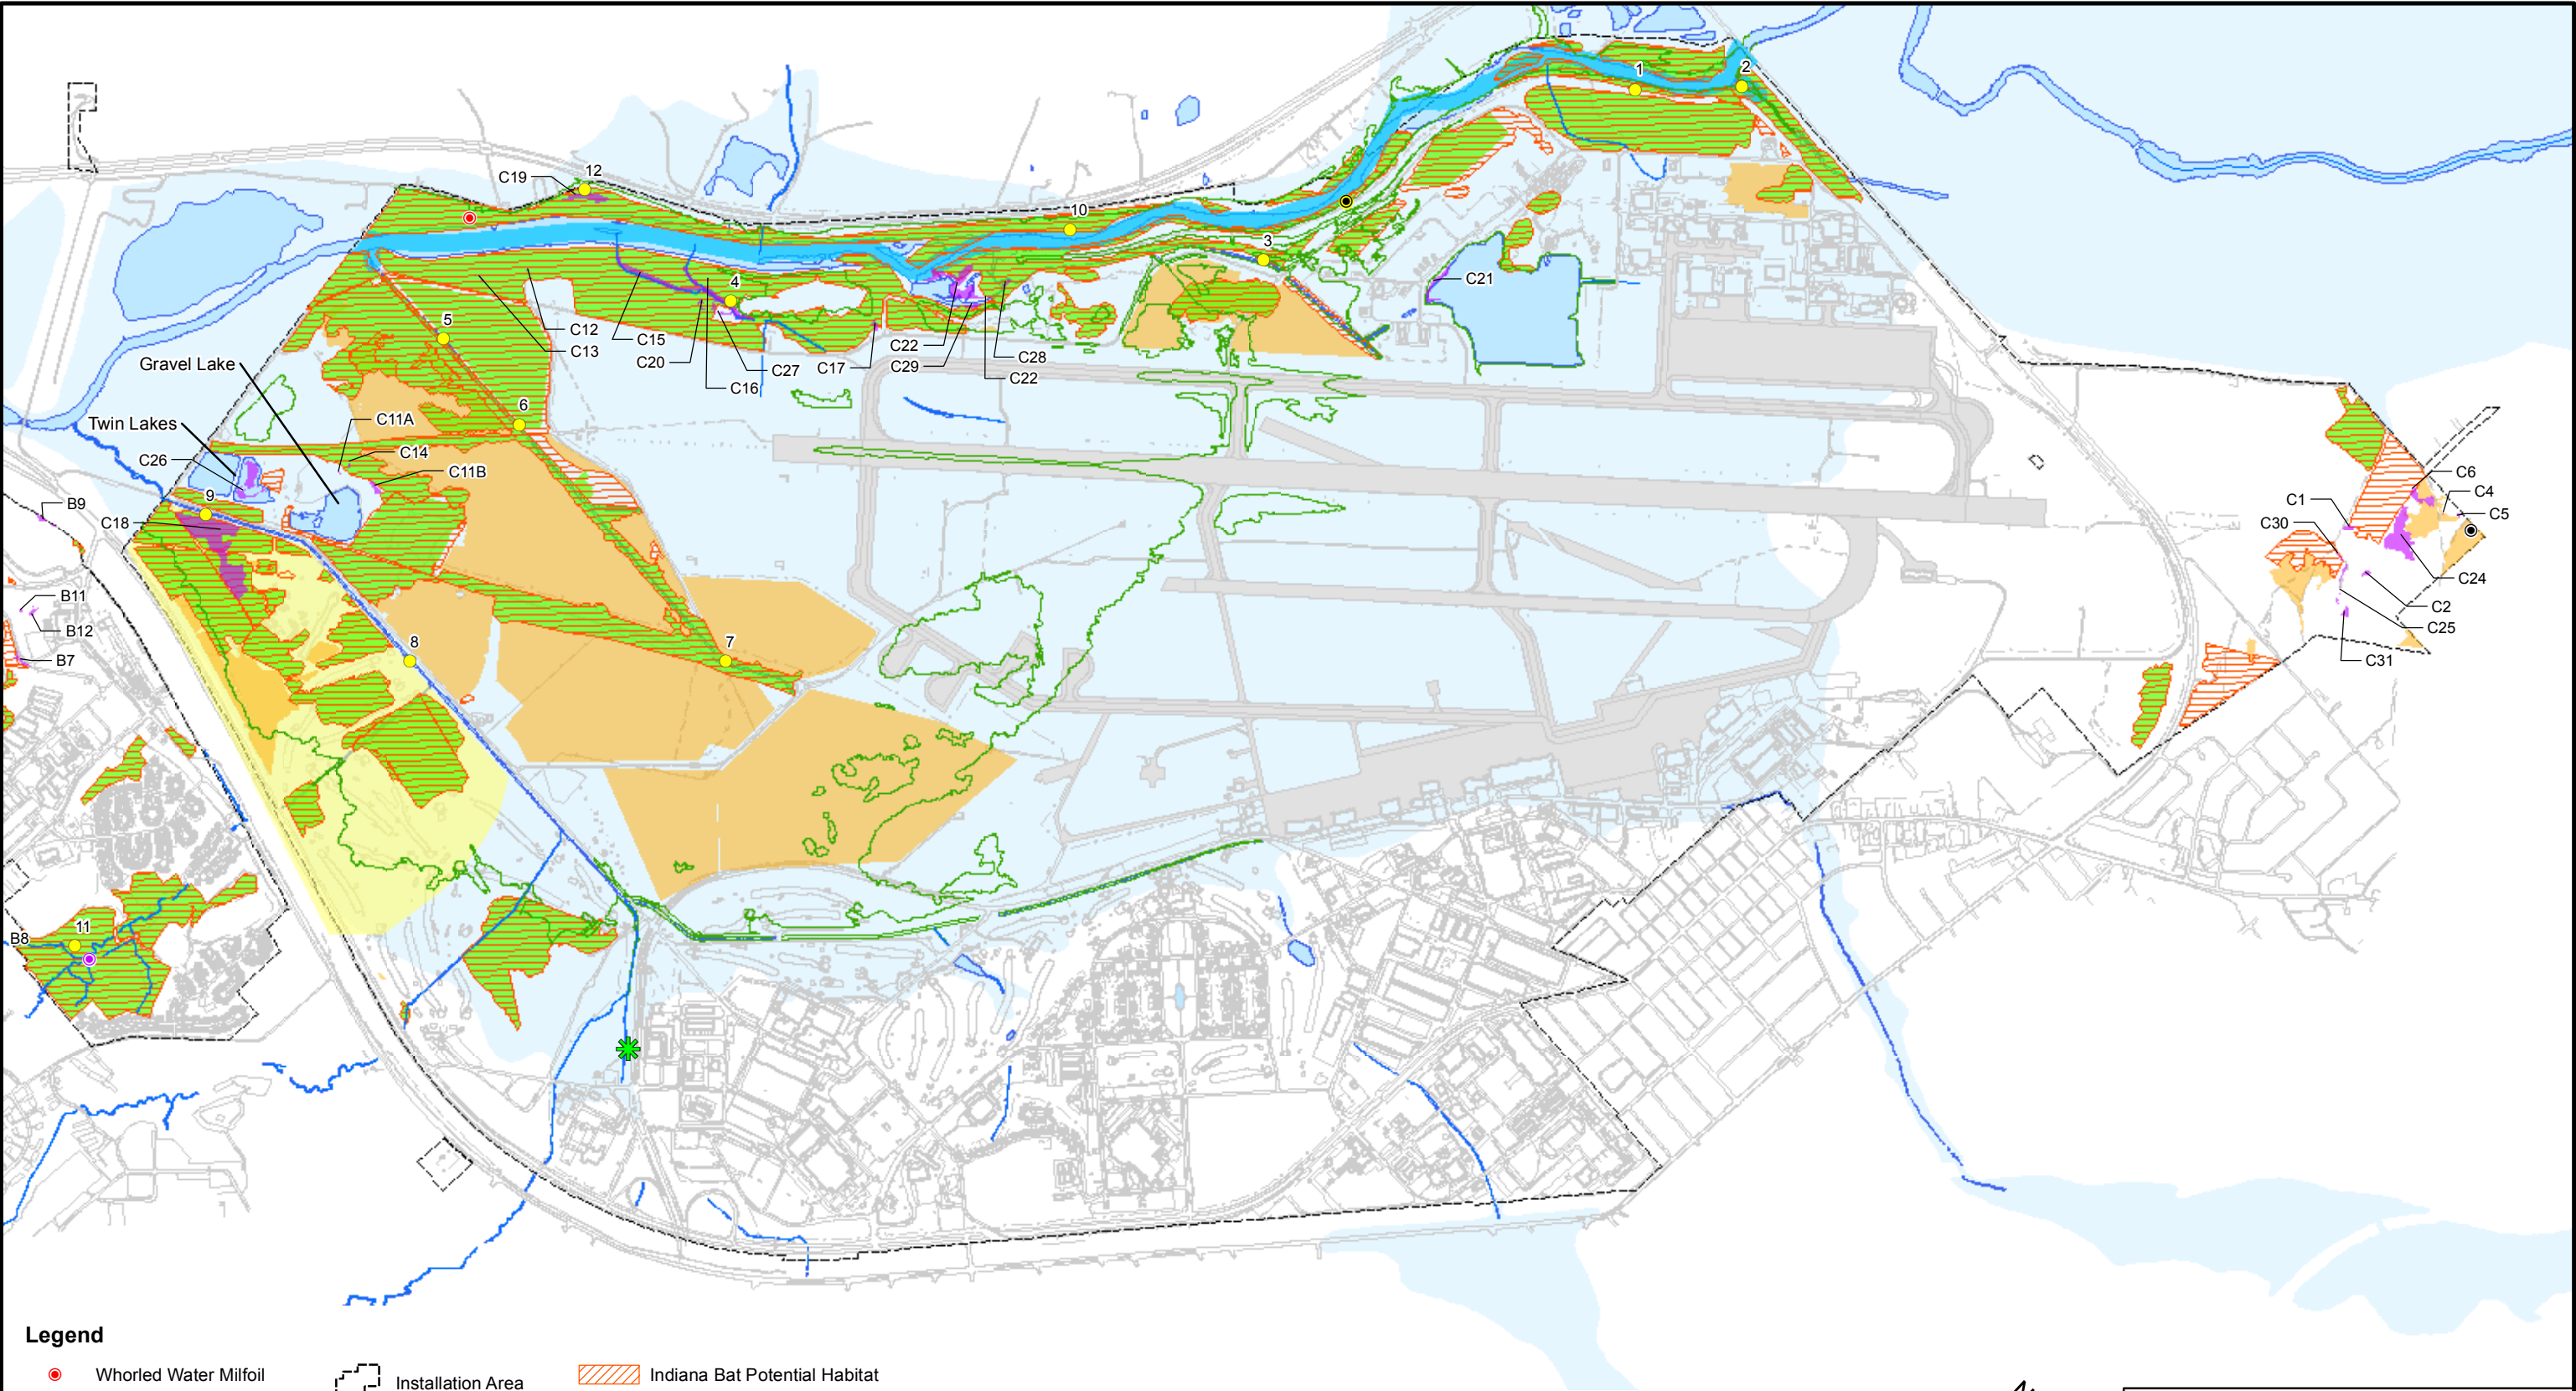 1
2
12
C19
10
3
C21
4
5
C12
C13
C15
C20
C16
C27
C17
C22
C29
C28
C22
Gravel Lake
6
Twin Lakes
C11A
C26
C14
C11B
9
B9
C18
C6
C4
C1
C5
C30
C24
C2
C25
C31
B11
B12
B7
8
7
11
B8
Legend
Whorled Water Milfoil
Installation Area
Indiana Bat Potential Habitat